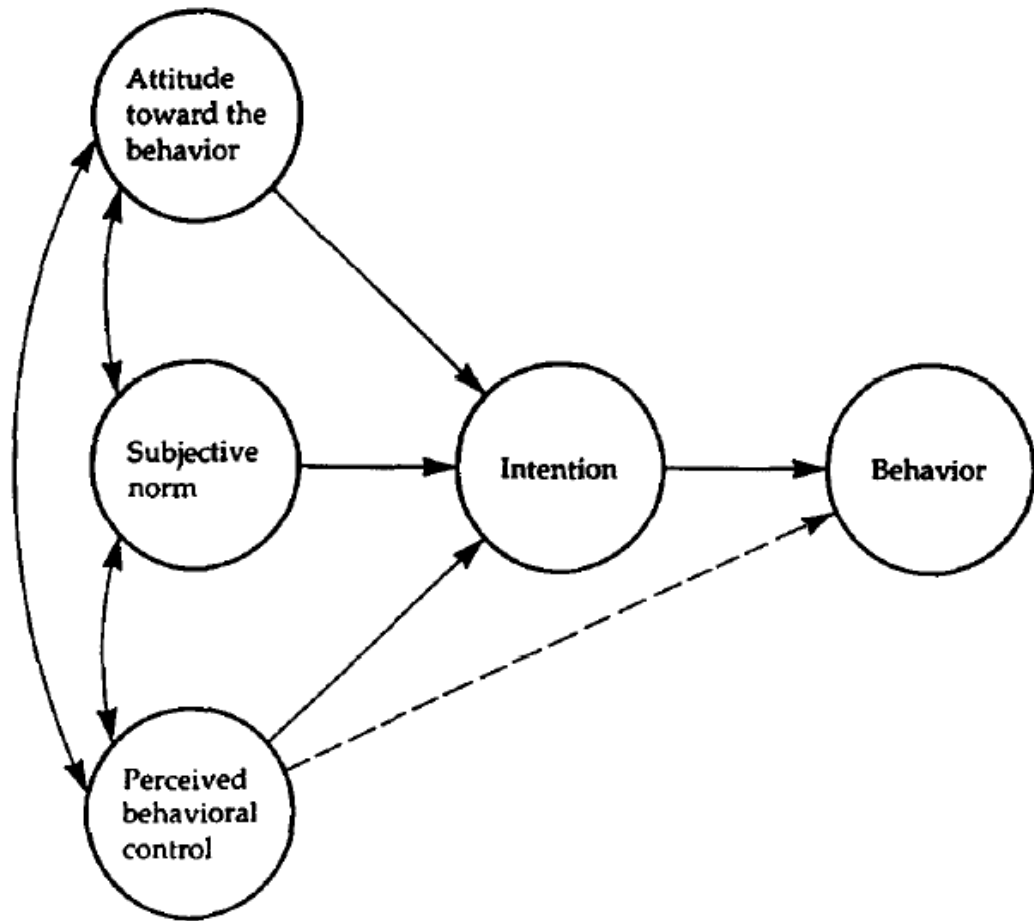 Attitude
toward the
behavior
Subjective
norm
Intention
Behavior
Perceived
behavioral
control